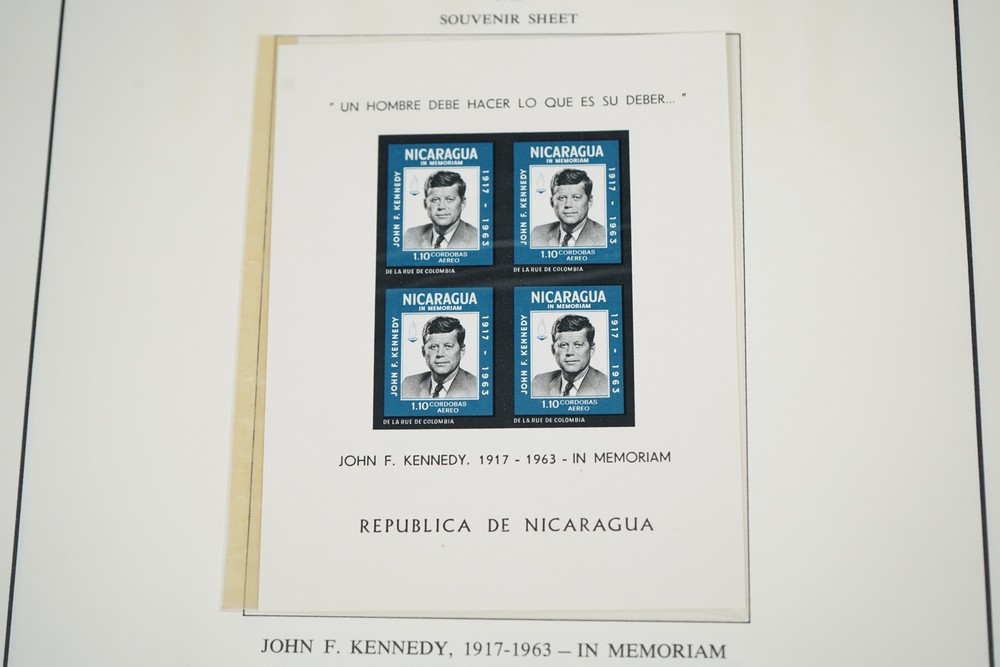 SOUVENIR SHEET
" UN HOMBRE DEBE HACER LO QUE ES SU DEBER... "
NICARAGUA
IN MEMORIAM
JOHN F. KENNEDY
1917 - 1963
1.10 CORDOBAS
AEREO
DE LA RUE DE COLOMBIA
NICARAGUA
IN MEMORIAM
JOHN F. KENNEDY
1917 - 1963
1.10 CORDOBAS
AEREO
DE LA RUE DE COLOMBIA
NICARAGUA
IN MEMORIAM
JOHN F. KENNEDY
1917 - 1963
1.10 CORDOBAS
AEREO
DE LA RUE DE COLOMBIA
NICARAGUA
IN MEMORIAM
JOHN F. KENNEDY
1917 - 1963
1.10 CORDOBAS
AEREO
DE LA RUE DE COLOMBIA
JOHN F. KENNEDY. 1917 - 1963 - IN MEMORIAM
REPUBLICA DE NICARAGUA
JOHN F. KENNEDY, 1917-1963 – IN MEMORIAM